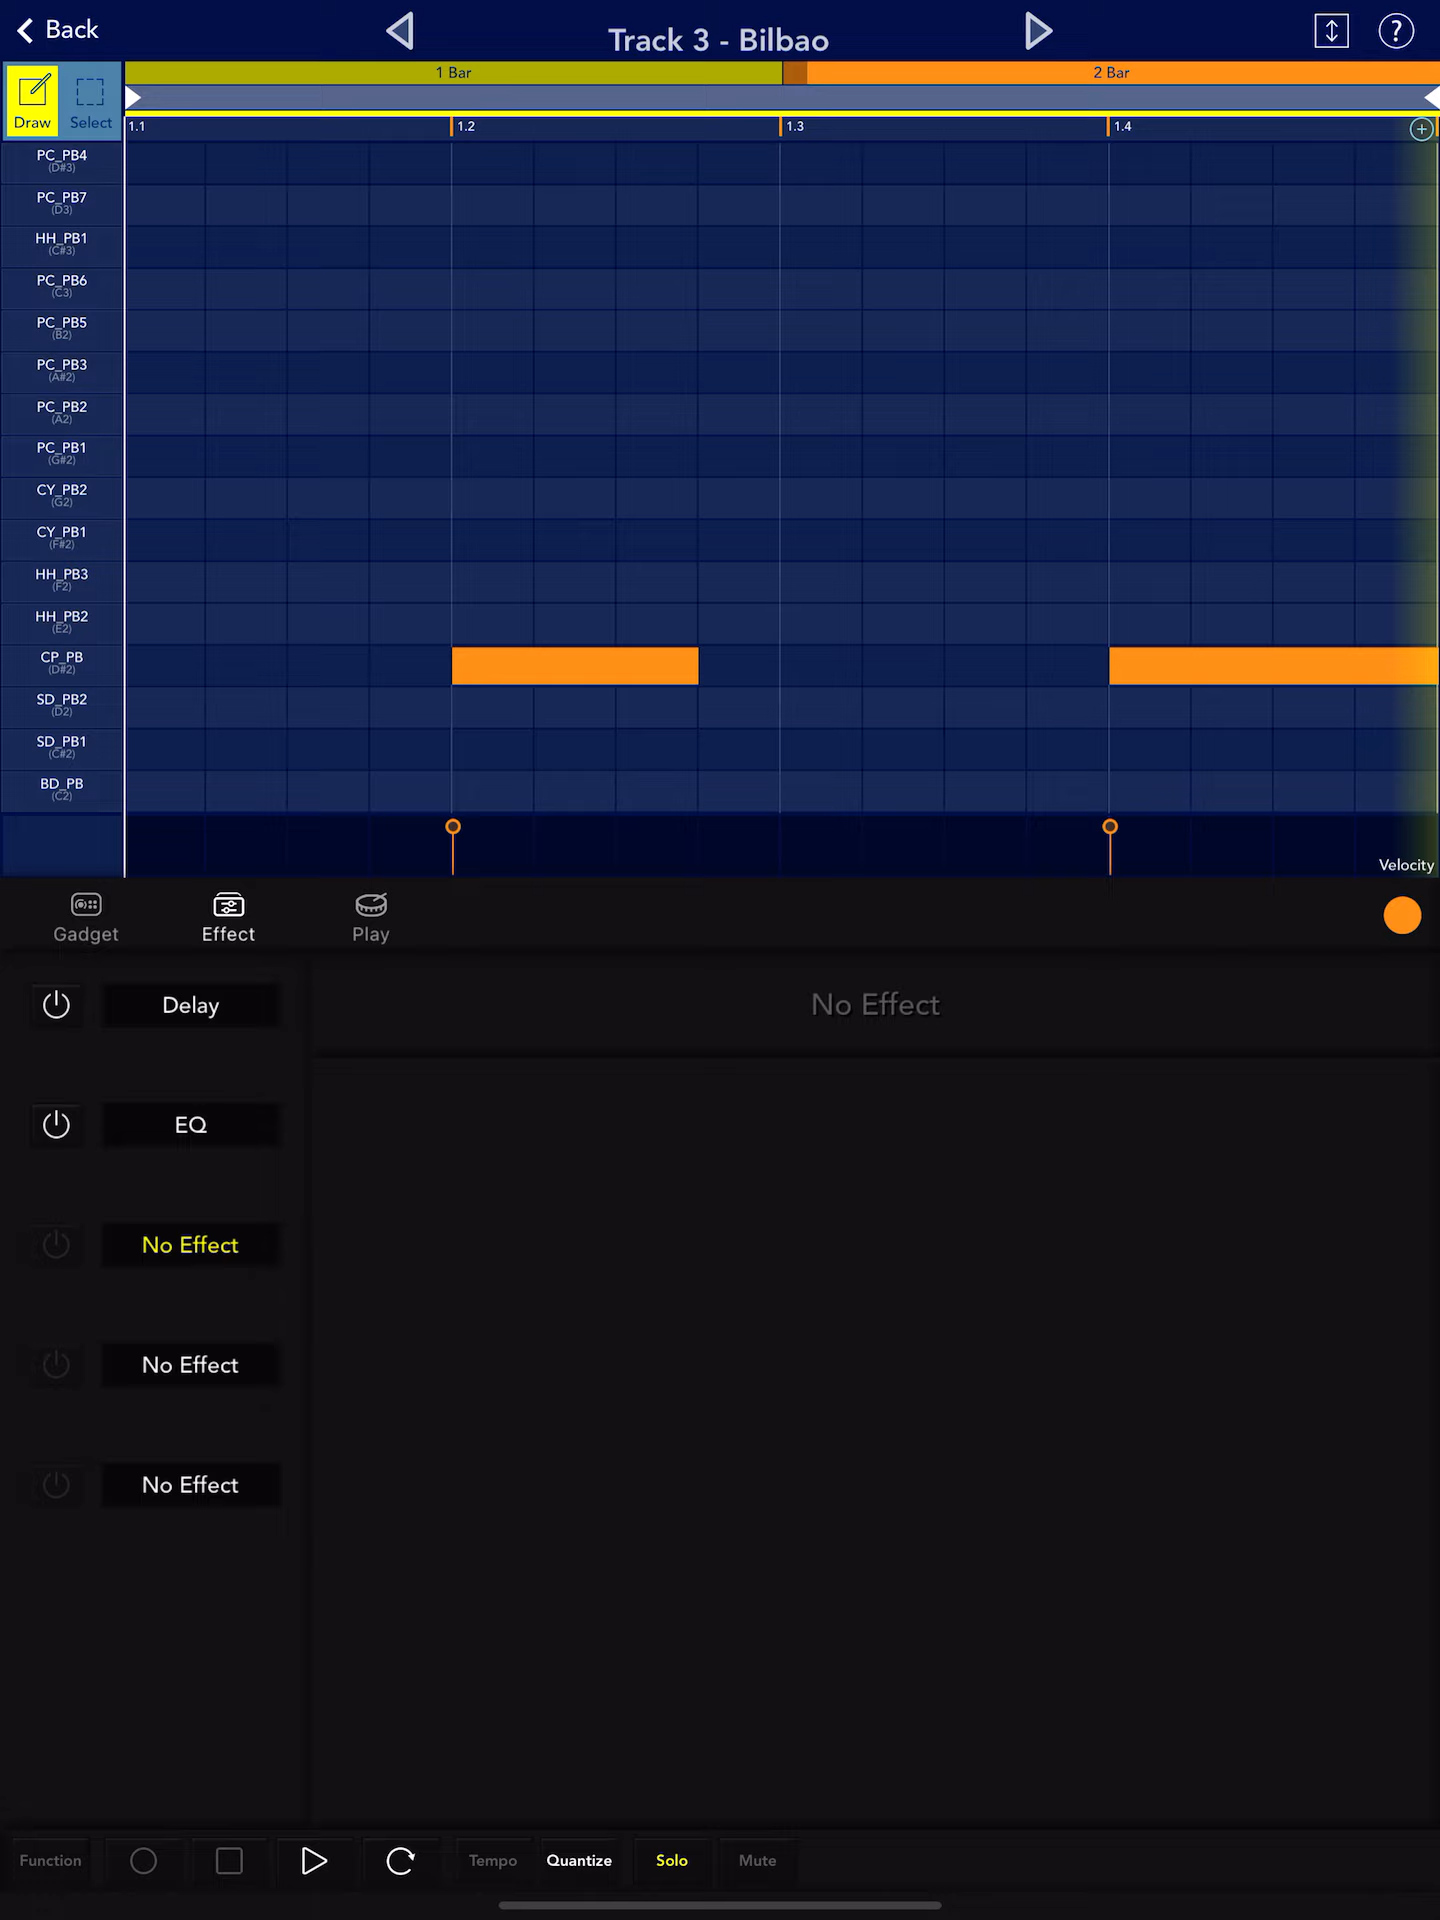 Back
Track 3 - Bilbao
?
1 Bar
2 Bar
Draw
Select
1.1
1.2
1.3
1.4
PC_PB4
(D#3)
PC_PB7
(D3)
HH_PB1
(C#3)
PC_PB6
(C3)
PC_PB5
(B2)
PC_PB3
(A#2)
PC_PB2
(A2)
PC_PB1
(G#2)
CY_PB2
(G2)
CY_PB1
(F#2)
HH_PB3
(F2)
HH_PB2
(E2)
CP_PB
(D#2)
SD_PB2
(D2)
SD_PB1
(C#2)
BD_PB
(C2)
Velocity
Gadget
Effect
Play
Delay
No Effect
EQ
No Effect
No Effect
No Effect
Function
Tempo
Quantize
Solo
Mute